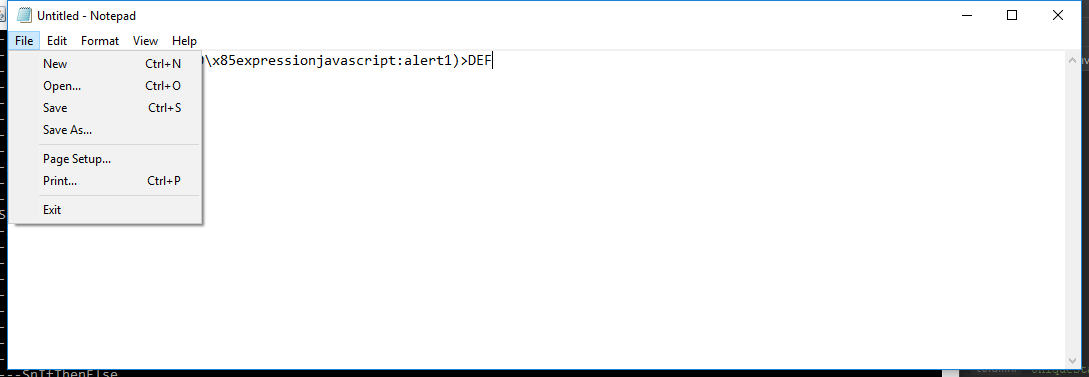 Untitled - Notepad
File Edit Format View Help
\x85expressionjavascript:alert1)>DEF
New Ctrl+N
Open... Ctrl+O
Save Ctrl+S
Save As...
Page Setup...
Print... Ctrl+P
Exit
---SnIfThenElse